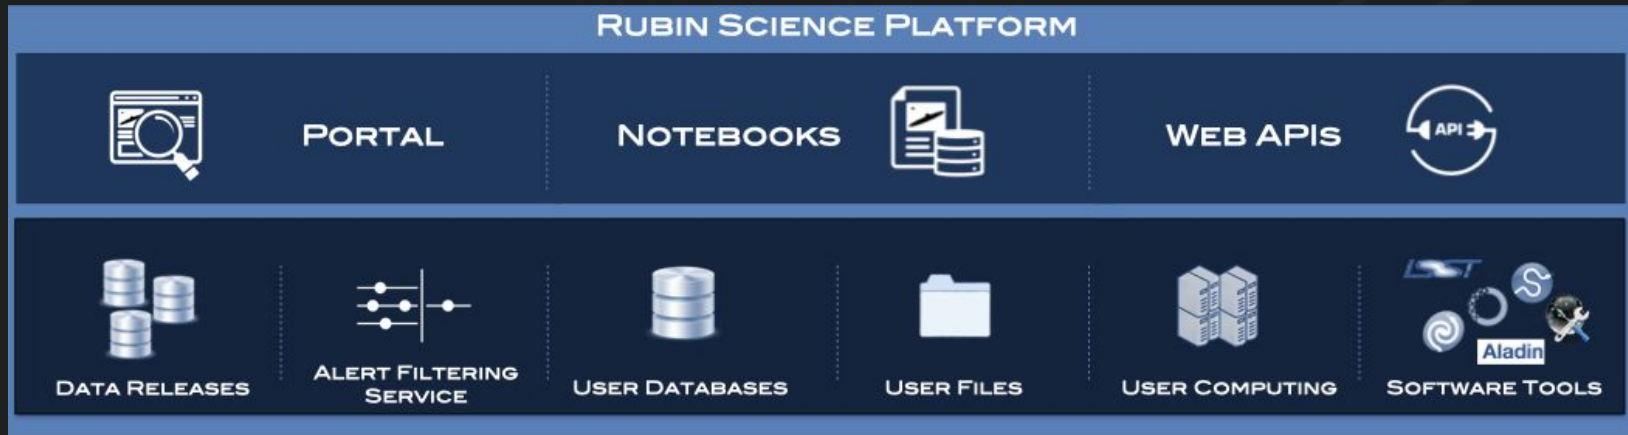 RUBIN SCIENCE PLATFORM
PORTAL
NOTEBOOKS
WEB APIS
API
DATA RELEASES
ALERT FILTERING
SERVICE
USER DATABASES
USER FILES
USER COMPUTING
LSST
Aladin
SOFTWARE TOOLS